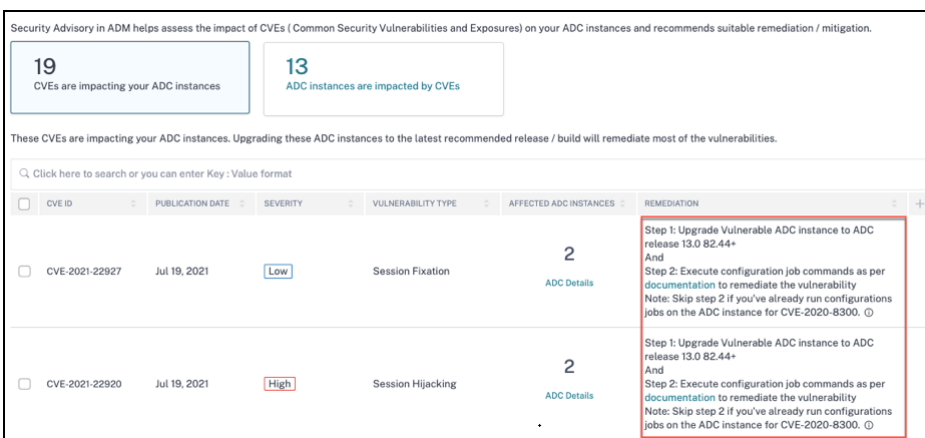 Security Advisory in ADM helps assess the impact of CVEs ( Common Security Vulnerabilities and Exposures) on your ADC instances and recommends suitable remediation / mitigation.
19
CVEs are impacting your ADC instances
13
ADC instances are impacted by CVEs
These CVEs are impacting your ADC instances. Upgrading these ADC instances to the latest recommended release / build will remediate most of the vulnerabilities.
Click here to search or you can enter Key : Value format
CVE ID PUBLICATION DATE SEVERITY VULNERABILITY TYPE AFFECTED ADC INSTANCES REMEDIATION
CVE-2021-22927 Jul 19, 2021 Low Session Fixation
2
ADC Details
Step 1: Upgrade Vulnerable ADC instance to ADC
release 13.0 82.44+
And
Step 2: Execute configuration job commands as per
documentation to remediate the vulnerability
Note: Skip step 2 if you've already run configurations
jobs on the ADC instance for CVE-2020-8300.
CVE-2021-22920 Jul 19, 2021 High Session Hijacking
2
ADC Details
Step 1: Upgrade Vulnerable ADC instance to ADC
release 13.0 82.44+
And
Step 2: Execute configuration job commands as per
documentation to remediate the vulnerability
Note: Skip step 2 if you've already run configurations
jobs on the ADC instance for CVE-2020-8300.